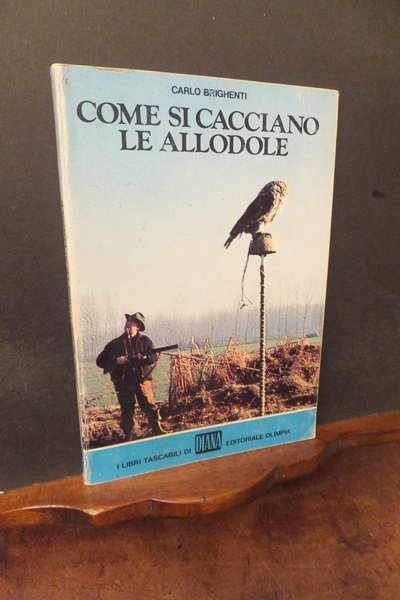 CARLO BRIGHENTI
COME SI CACCIANO
LE ALLODOLE
I LIBRI TASCABILI DI DIANA EDITORIALE OLIMPIA